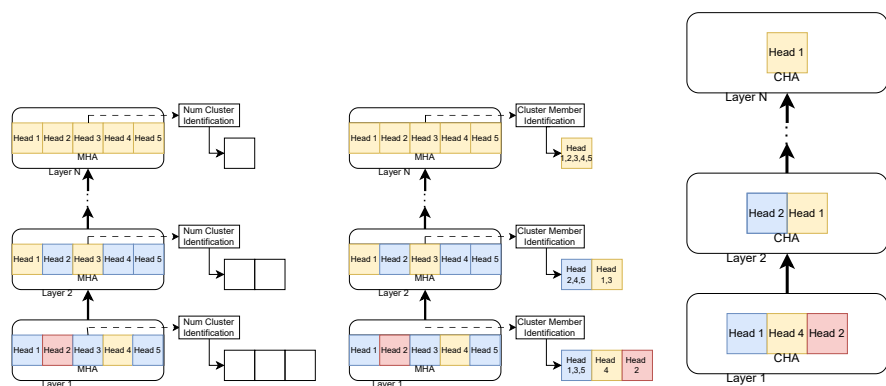 Head 1 Head 2 Head 3 Head 4 Head 5
MHA
Layer N
Num Cluster
Identification
Head 1 Head 2 Head 3 Head 4 Head 5
MHA
Layer 2
Num Cluster
Identification
Head 1 Head 2 Head 3 Head 4 Head 5
MHA
Layer 1
Num Cluster
Identification
Head 1 Head 2 Head 3 Head 4 Head 5
MHA
Layer N
Cluster Member
Identification
Head
1,2,3,4,5
Head 1 Head 2 Head 3 Head 4 Head 5
MHA
Layer 2
Cluster Member
Identification
Head
2,4,5
Head
1,3
Head 1 Head 2 Head 3 Head 4 Head 5
MHA
Layer 1
Cluster Member
Identification
Head
1,3,5
Head
4
Head
2
Head 1
CHA
Layer N
Head 2 Head 1
CHA
Layer 2
Head 1 Head 4 Head 2
CHA
Layer 1